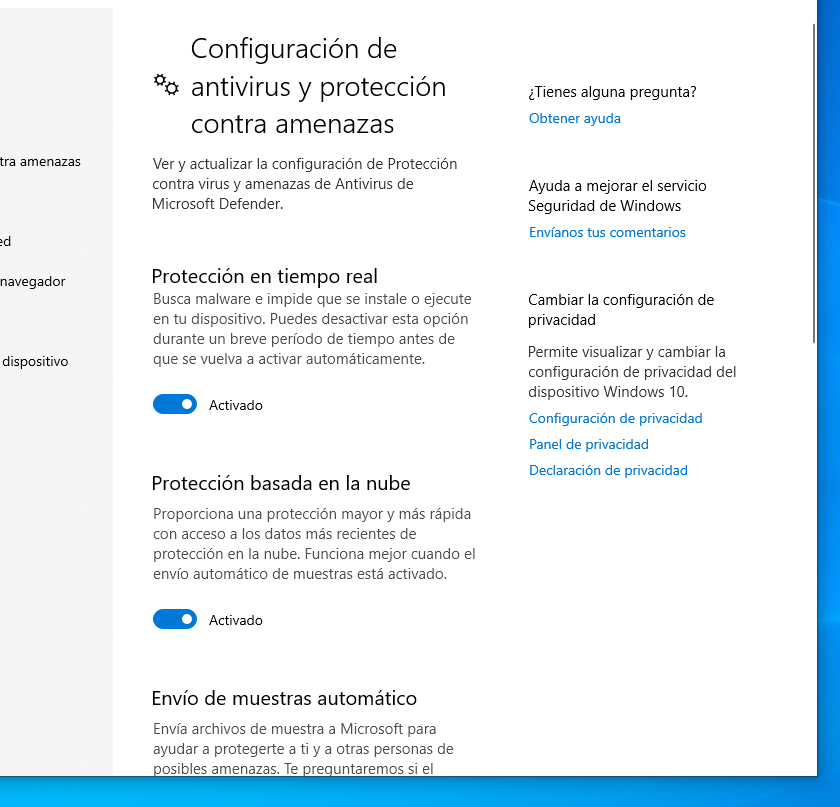 tra amenazas
ed
navegador
dispositivo
Configuración de
antivirus y protección
contra amenazas
Ver y actualizar la configuración de Protección
contra virus y amenazas de Antivirus de
Microsoft Defender.
Protección en tiempo real
Busca malware e impide que se instale o ejecute
en tu dispositivo. Puedes desactivar esta opción
durante un breve período de tiempo antes de
que se vuelva a activar automáticamente.
Activado
Protección basada en la nube
Proporciona una protección mayor y más rápida
con acceso a los datos más recientes de
protección en la nube. Funciona mejor cuando el
envío automático de muestras está activado.
Activado
Envío de muestras automático
Envía archivos de muestra a Microsoft para
ayudar a protegerte a ti y a otras personas de
posibles amenazas. Te preguntaremos si el
¿Tienes alguna pregunta?
Obtener ayuda
Ayuda a mejorar el servicio
Seguridad de Windows
Envíanos tus comentarios
Cambiar la configuración de
privacidad
Permite visualizar y cambiar la
configuración de privacidad del
dispositivo Windows 10.
Configuración de privacidad
Panel de privacidad
Declaración de privacidad